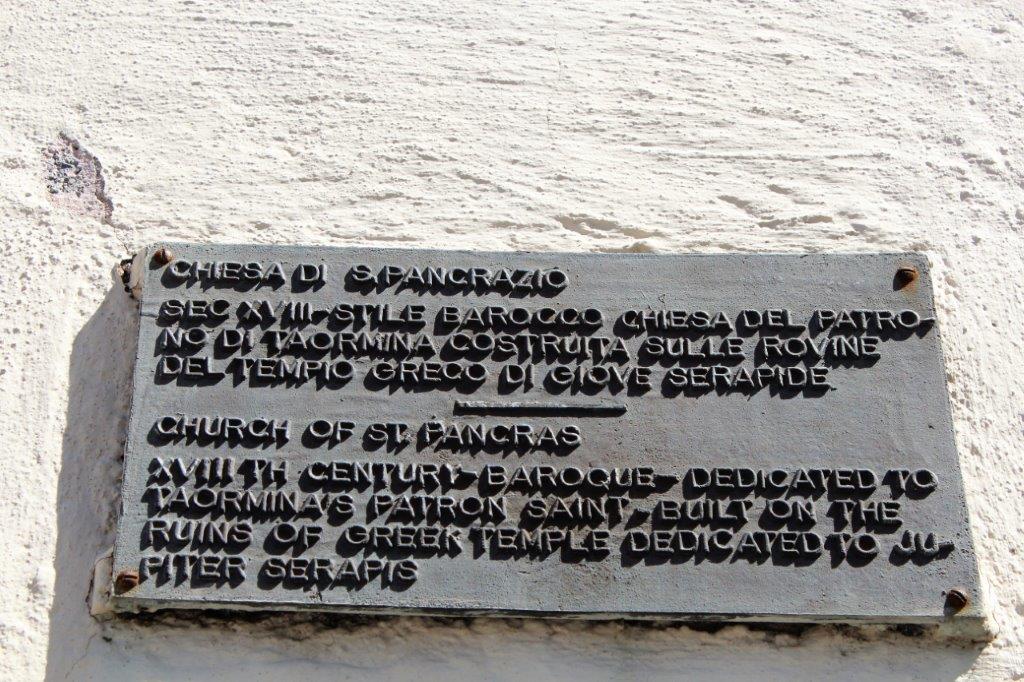 CHIESA DI S.PANCRAZIO
SEC XVIII-STILE BAROCCO CHIESA DEL PATRO-
NO DI TAORMINA COSTRUITA SULLE ROVINE
DEL TEMPIO GRECO DI GIOVE SERAPIDE.
CHURCH OF ST. PANCRAS
XVIII TH CENTURY-BAROQUE-DEDICATED TO
TAORMINA'S PATRON SAINT,-BUILT ON THE
RUINS OF GREEK TEMPLE DEDICATED TO JU-
PITER SERAPIS